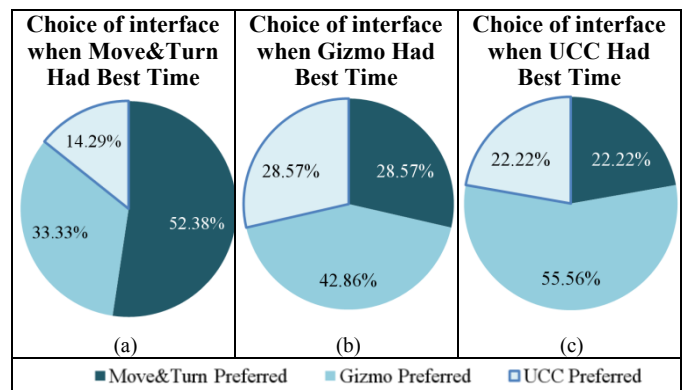 Choice of interface
when Move&Turn
Had Best Time
14.29%
52.38%
33.33%
(a)
Choice of interface
when Gizmo Had
Best Time
28.57%
28.57%
42.86%
(b)
Choice of interface
when UCC Had
Best Time
22.22%
22.22%
55.56%
(c)
Move&Turn Preferred
Gizmo Preferred
UCC Preferred